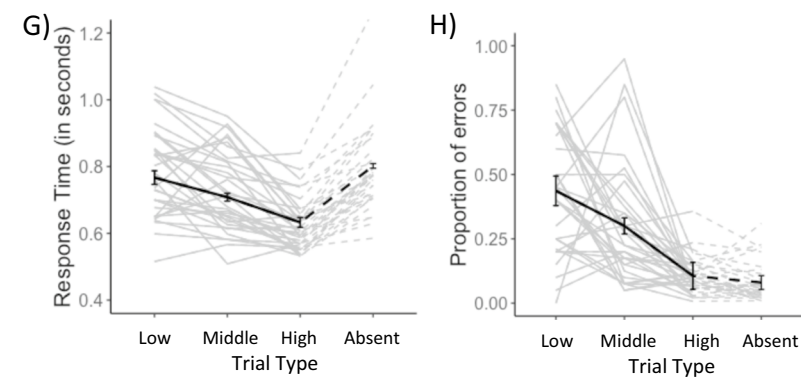 G)
Response Time (in seconds)
1.2
1.0
0.8
0.6
0.4
Low Middle High Absent
Trial Type
H)
Proportion of errors
1.00
0.75
0.50
0.25
0.00
Low Middle High Absent
Trial Type